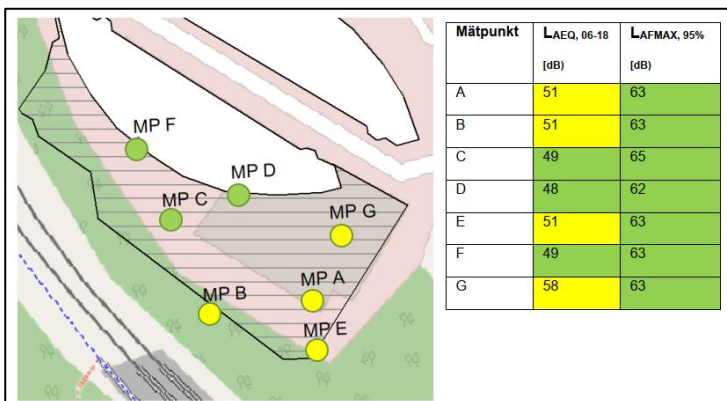 MP F
MP D
MP C
MP G
MP A
MP B
MP E
Mätpunkt LAEQ, 06-18 [dB] LAFMAX, 95% [dB]
A 51 63
B 51 63
C 49 65
D 48 62
E 51 63
F 49 63
G 58 63